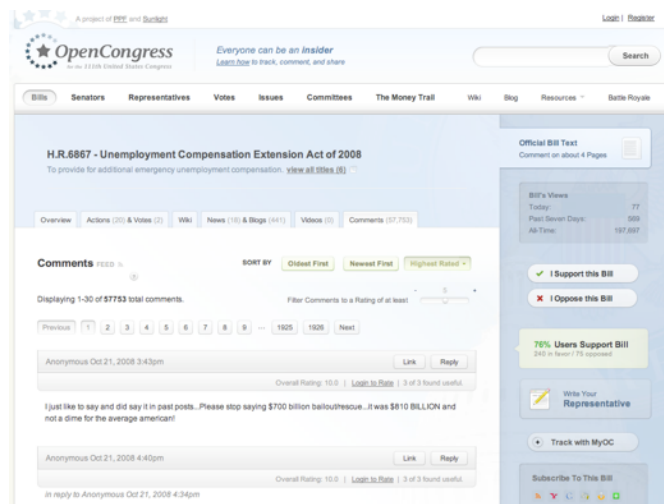 A project of PPF and Sunlight
Login | Register
OpenCongress
for the 111th United States Congress
Everyone can be an insider
Learn how to track, comment, and share
Search
Bills Senators Representatives Votes Issues Committees The Money Trail Wiki Blog Resources Battle Royale
H.R.6867 - Unemployment Compensation Extension Act of 2008
To provide for additional emergency unemployment compensation. view all titles (6)
Official Bill Text
Comment on about 4 Pages
Bill's Views
Today: 77
Past Seven Days: 569
All-Time: 197,697
Overview Actions (20) & Votes (2) Wiki News (18) & Blogs (441) Videos (0) Comments (57,753)
Comments FEED
SORT BY Oldest First Newest First Highest Rated
I Support this Bill
I Oppose this Bill
Displaying 1-30 of 57753 total comments.
Filter Comments to a Rating of at least
- 5 +
Previous 1 2 3 4 5 6 7 8 9 ... 1925 1926 Next
76% Users Support Bill
240 in favor / 75 opposed
Anonymous Oct 21, 2008 3:43pm
Link Reply
Overall Rating: 10.0 | Login to Rate | 3 of 3 found useful.
I just like to say and did say it in past posts...Please stop saying $700 billion bailout/rescue...it was $810 BILLION and
not a dime for the average american!
Write Your
Representative
Track with MyOC
Anonymous Oct 21, 2008 4:40pm
Link Reply
Overall Rating: 10.0 | Login to Rate | 3 of 3 found useful.
In reply to Anonymous Oct 21, 2008 4:34pm
Subscribe To This Bill